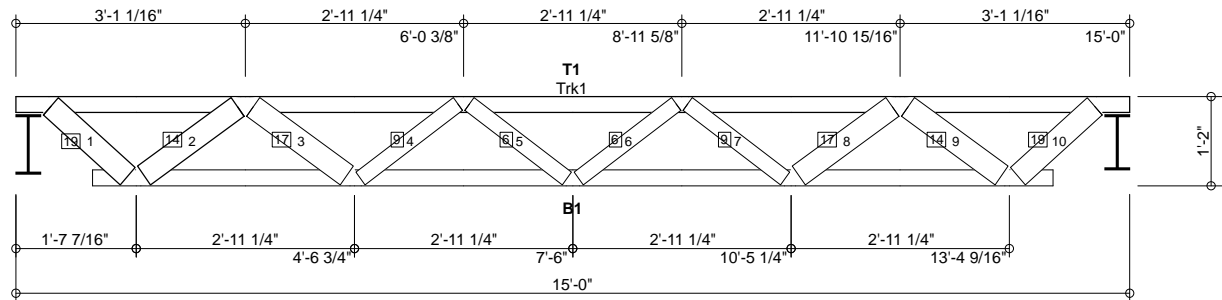 3'-1 1/16" 2'-11 1/4" 2'-11 1/4" 2'-11 1/4" 3'-1 1/16"
6'-0 3/8" 8'-11 5/8" 11'-10 15/16" 15'-0"
T1
Trk1
19 1 14 2 17 3 9 4 6 5 6 6 9 7 17 8 14 9 19 10
1'-2"
B1
1'-7 7/16" 2'-11 1/4" 2'-11 1/4" 2'-11 1/4" 2'-11 1/4"
4'-6 3/4" 7'-6" 10'-5 1/4" 13'-4 9/16"
15'-0"